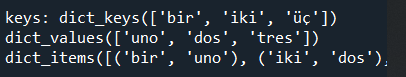 keys: dict_keys(['bir', 'iki', 'üç'])
dict_values(['uno', 'dos', 'tres'])
dict_items([('bir', 'uno), ('iki', 'dos'),